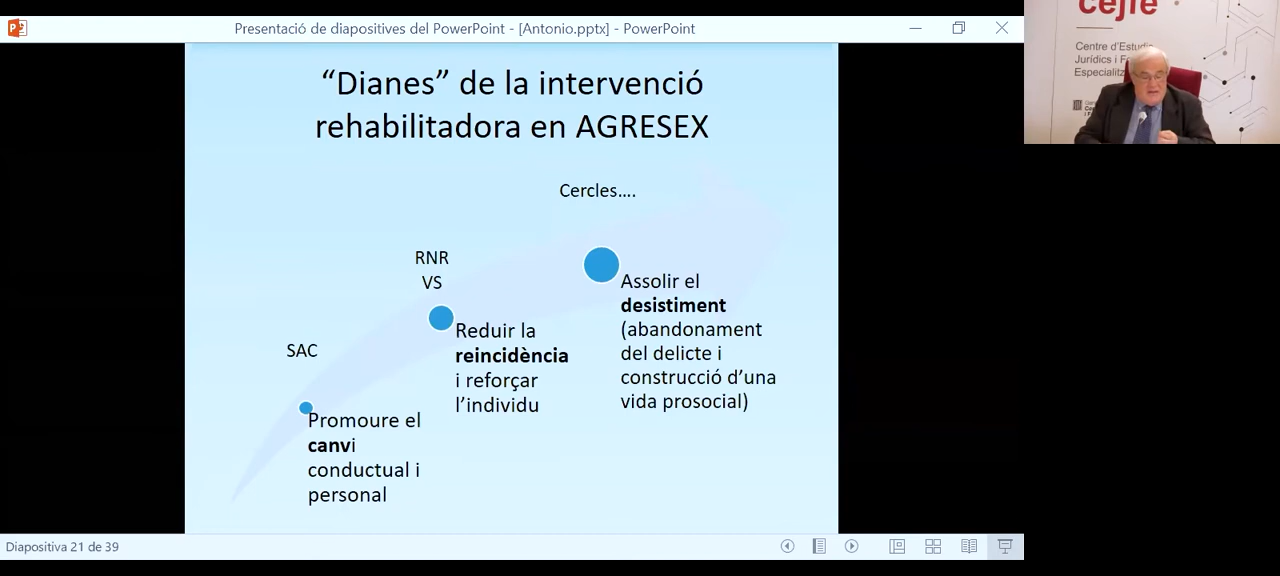 Presentació de diapositives del PowerPoint - [Antonio.pptx] - PowerPoint
“Dianes” de la intervenció
rehabilitadora en AGRESEX
Cercles....
RNR
VS
SAC
Assolir el
desistiment
(abandonament
del delicte i
construcció d’una
vida prosocial)
Reduir la
reincidència
i reforçar
l’individu
Promoure el
canvi
conductual i
personal
Diapositiva 21 de 39
cejfe
Centre d’Estudis
Jurídics i
Especialitz